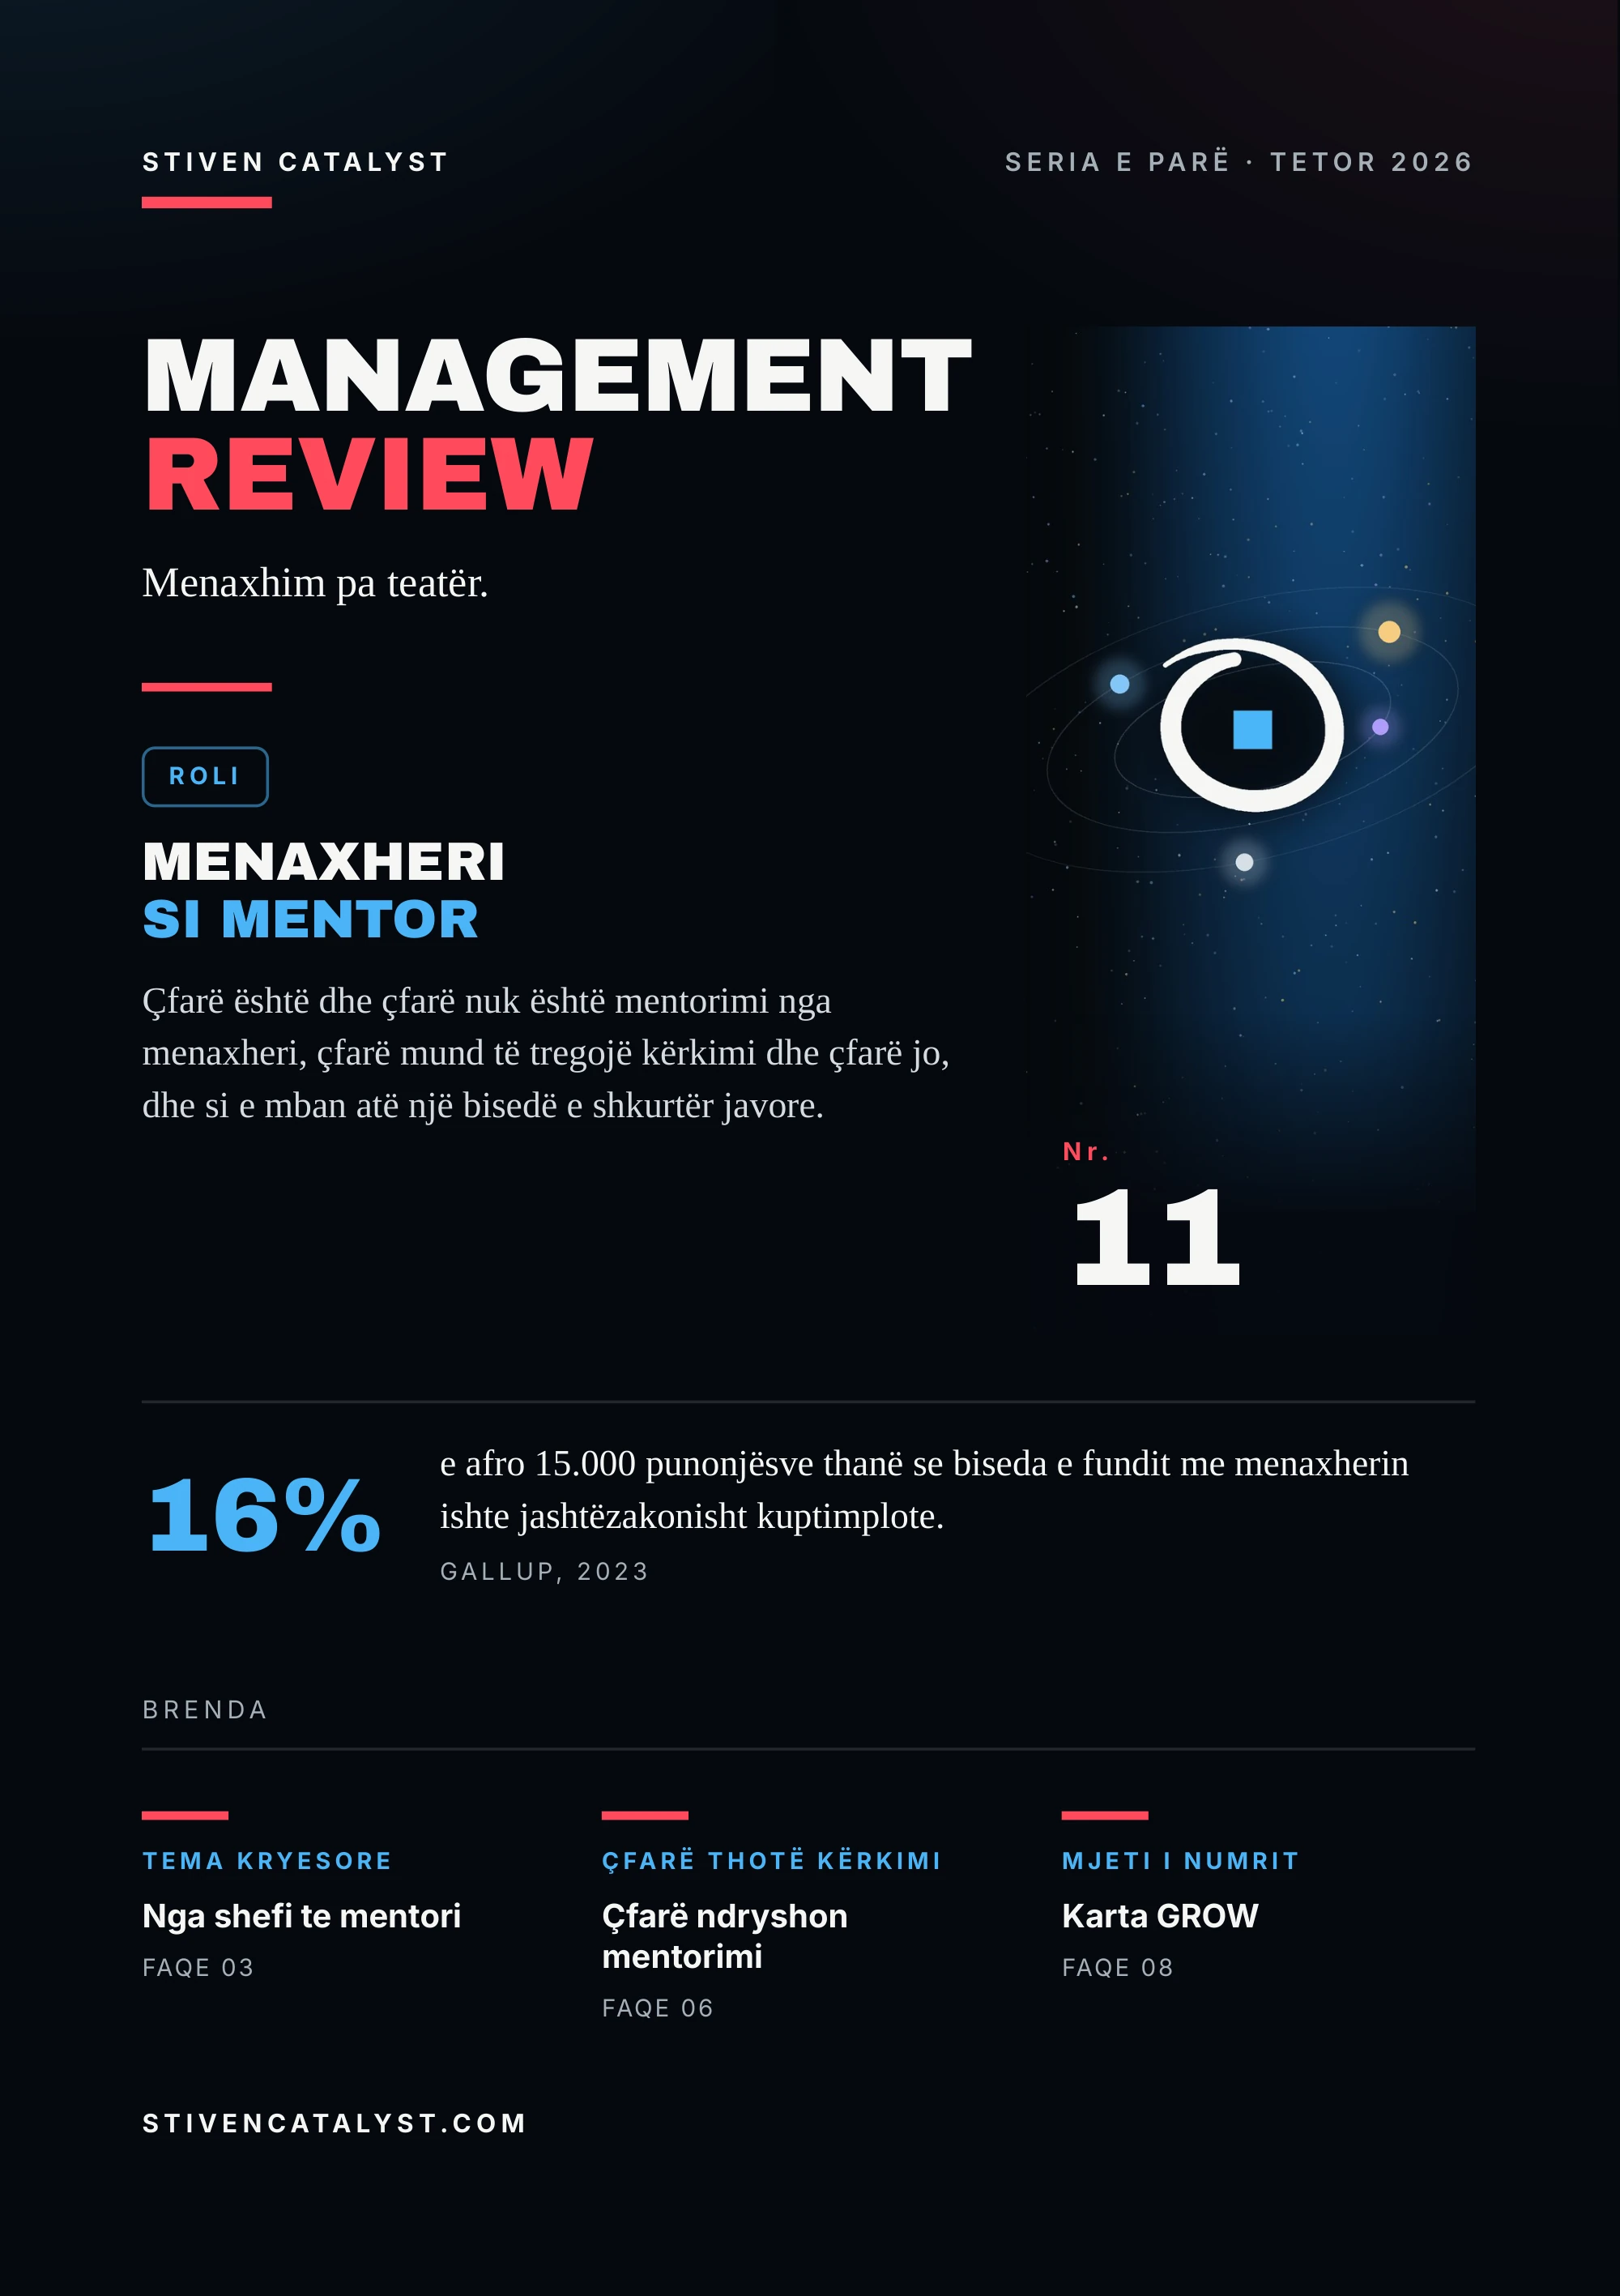 STIVEN CATALYST
SERIA E PARË · TETOR 2026
MANAGEMENT
REVIEW
Menaxhim pa teatër.
ROLI
MENAXHERI
SI MENTOR
Çfarë është dhe çfarë nuk është mentorimi nga
menaxheri, çfarë mund të tregojë kërkimi dhe çfarë jo,
dhe si e mban atë një bisedë e shkurtër javore.
Nr.
11
16%
e afro 15.000 punonjësve thanë se biseda e fundit me menaxherin
ishte jashtëzakonisht kuptimplote.
GALLUP, 2023
BRENDA
TEMA KRYESORE
Nga shefi te mentori
FAQE 03
ÇFARË THOTË KËRKIMI
Çfarë ndryshon
mentorimi
FAQE 06
MJETI I NUMRIT
Karta GROW
FAQE 08
STIVENCATALYST.COM